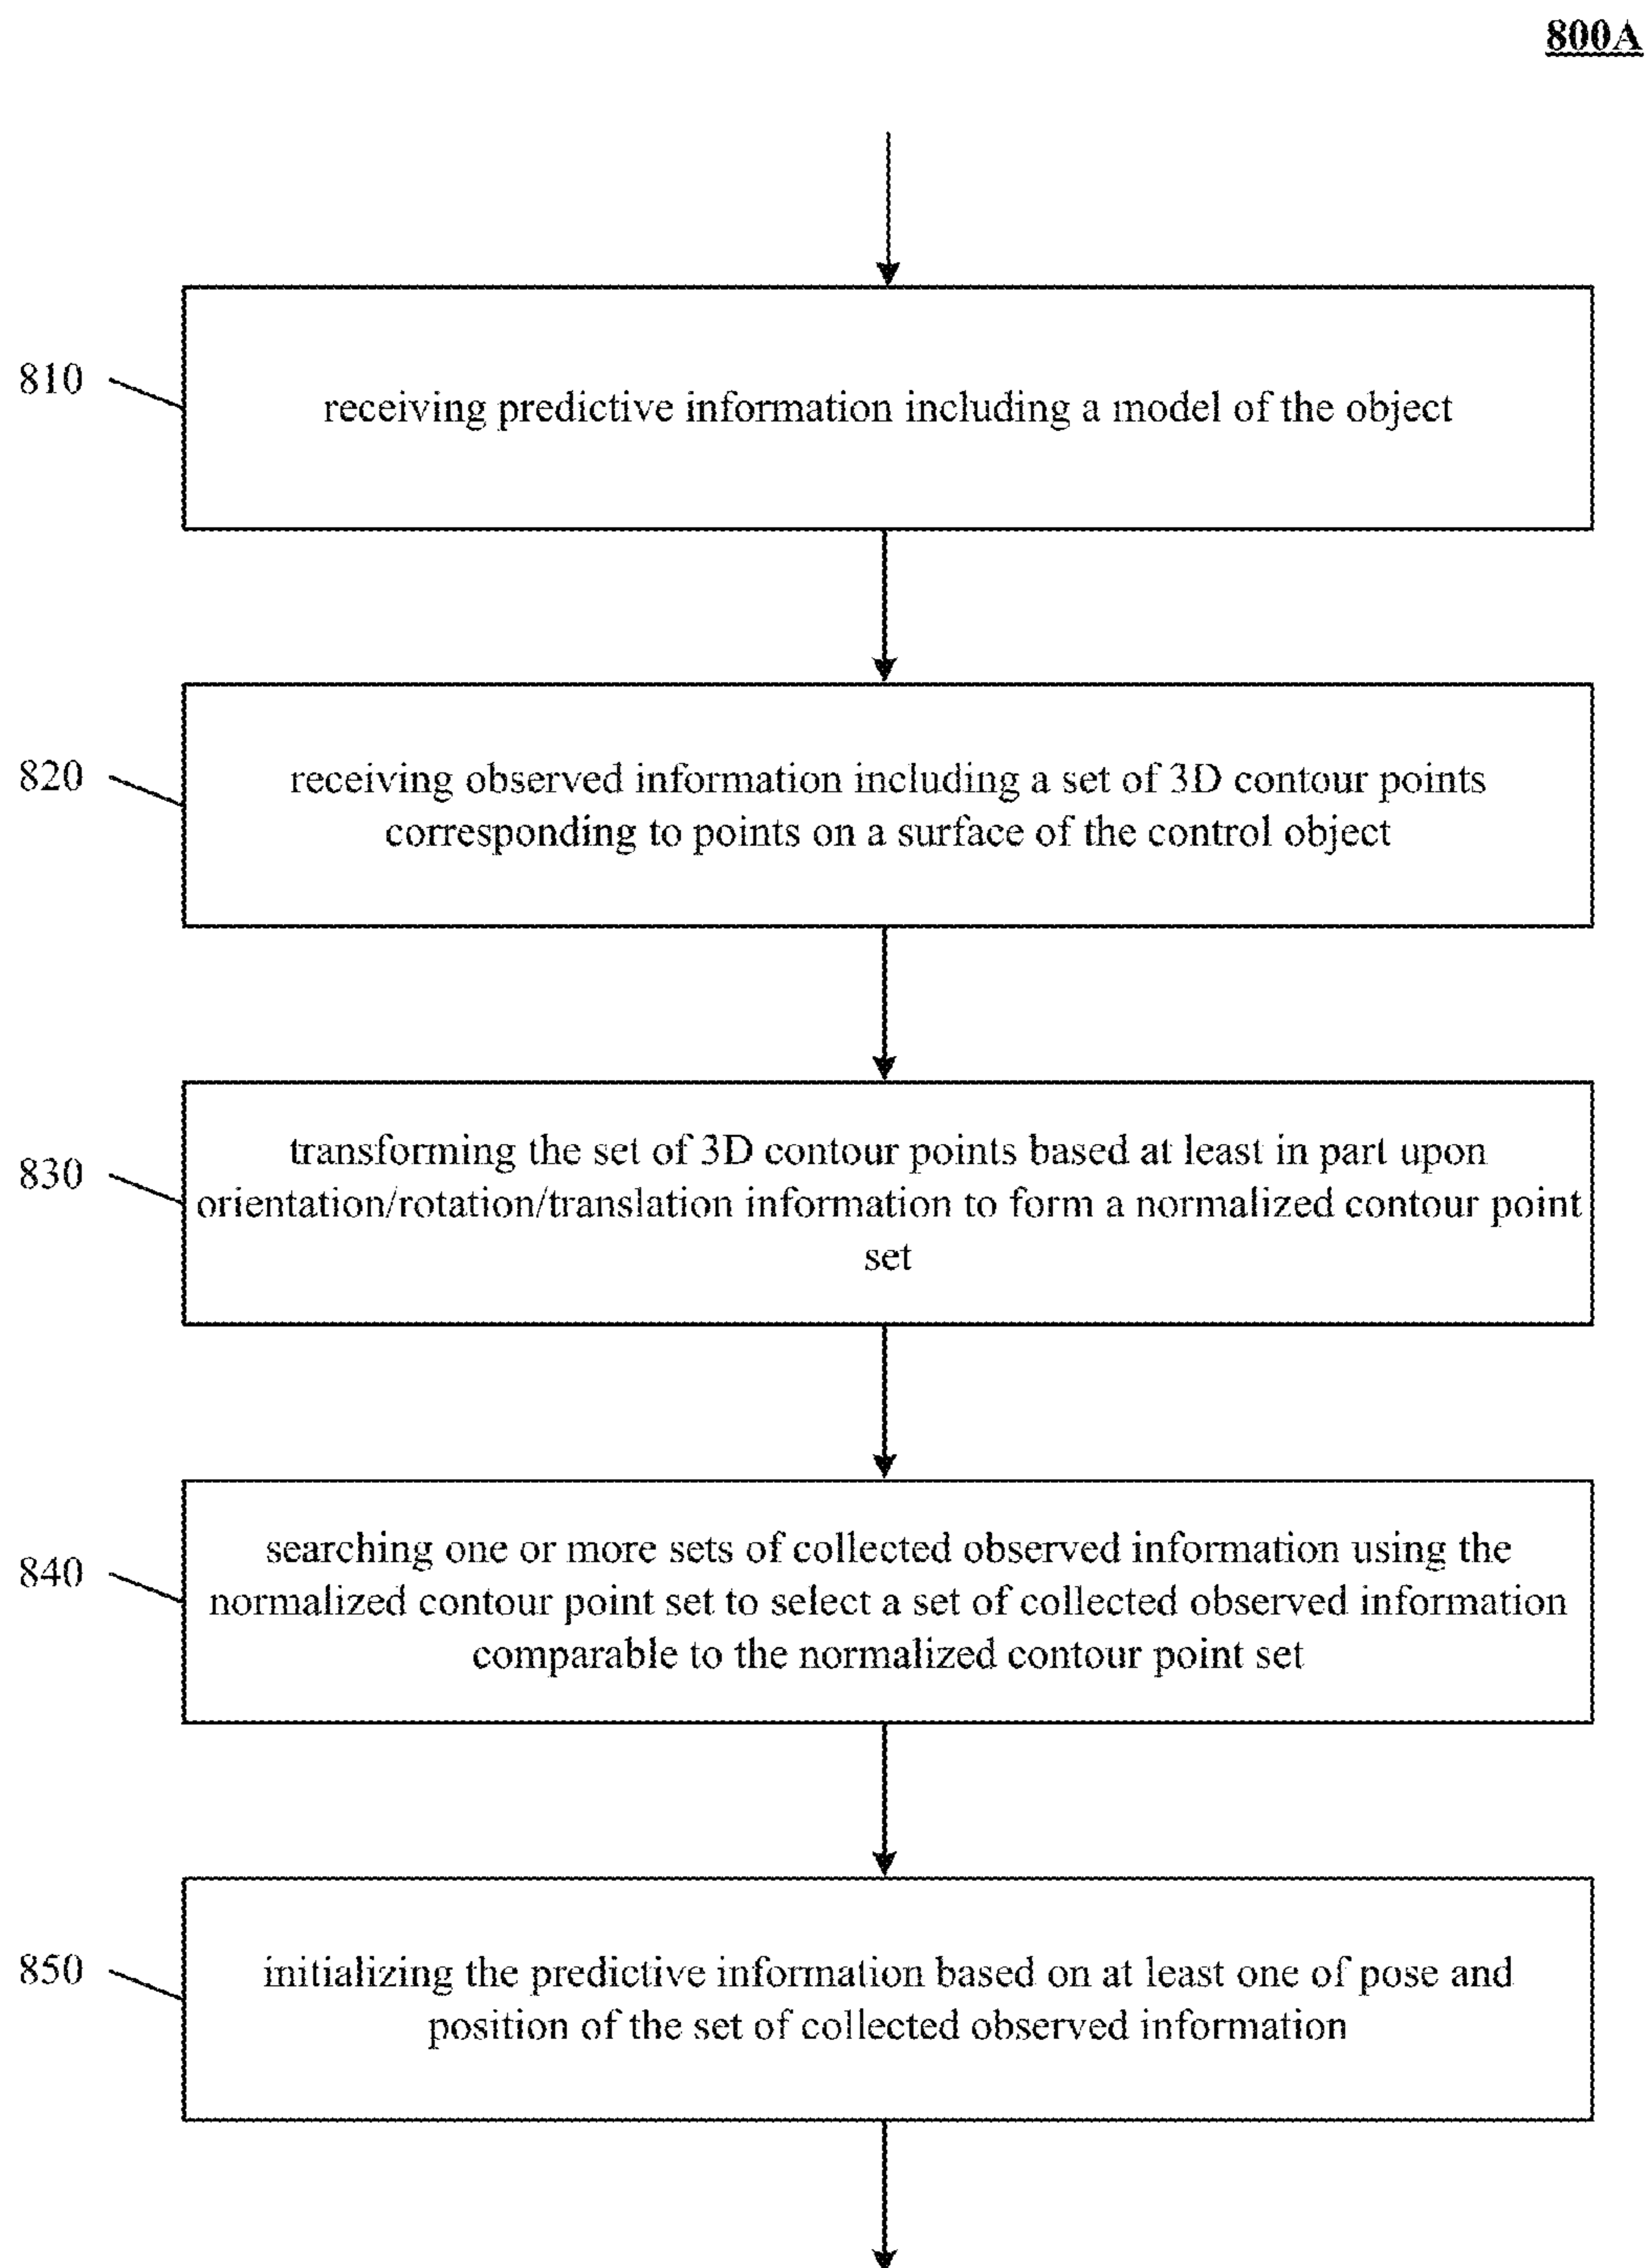 800A
810
receiving predictive information including a model of the object
820
receiving observed information including a set of 3D contour points
corresponding to points on a surface of the control object
830
transforming the set of 3D contour points based at least in part upon
orientation/rotation/translation information to form a normalized contour point
set
840
searching one or more sets of collected observed information using the
normalized contour point set to select a set of collected observed information
comparable to the normalized contour point set
850
initializing the predictive information based on at least one of pose and
position of the set of collected observed information